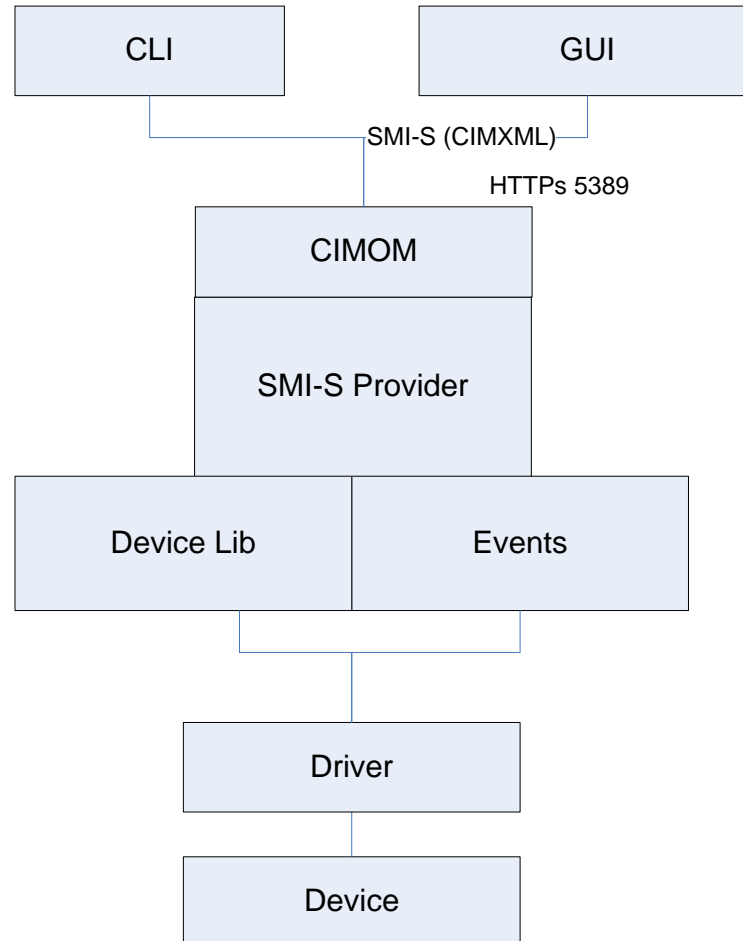 CLI
GUI
SMI-S (CIMXML)
HTTPs 5389
CIMOM
SMI-S Provider
Device Lib
Events
Driver
Device